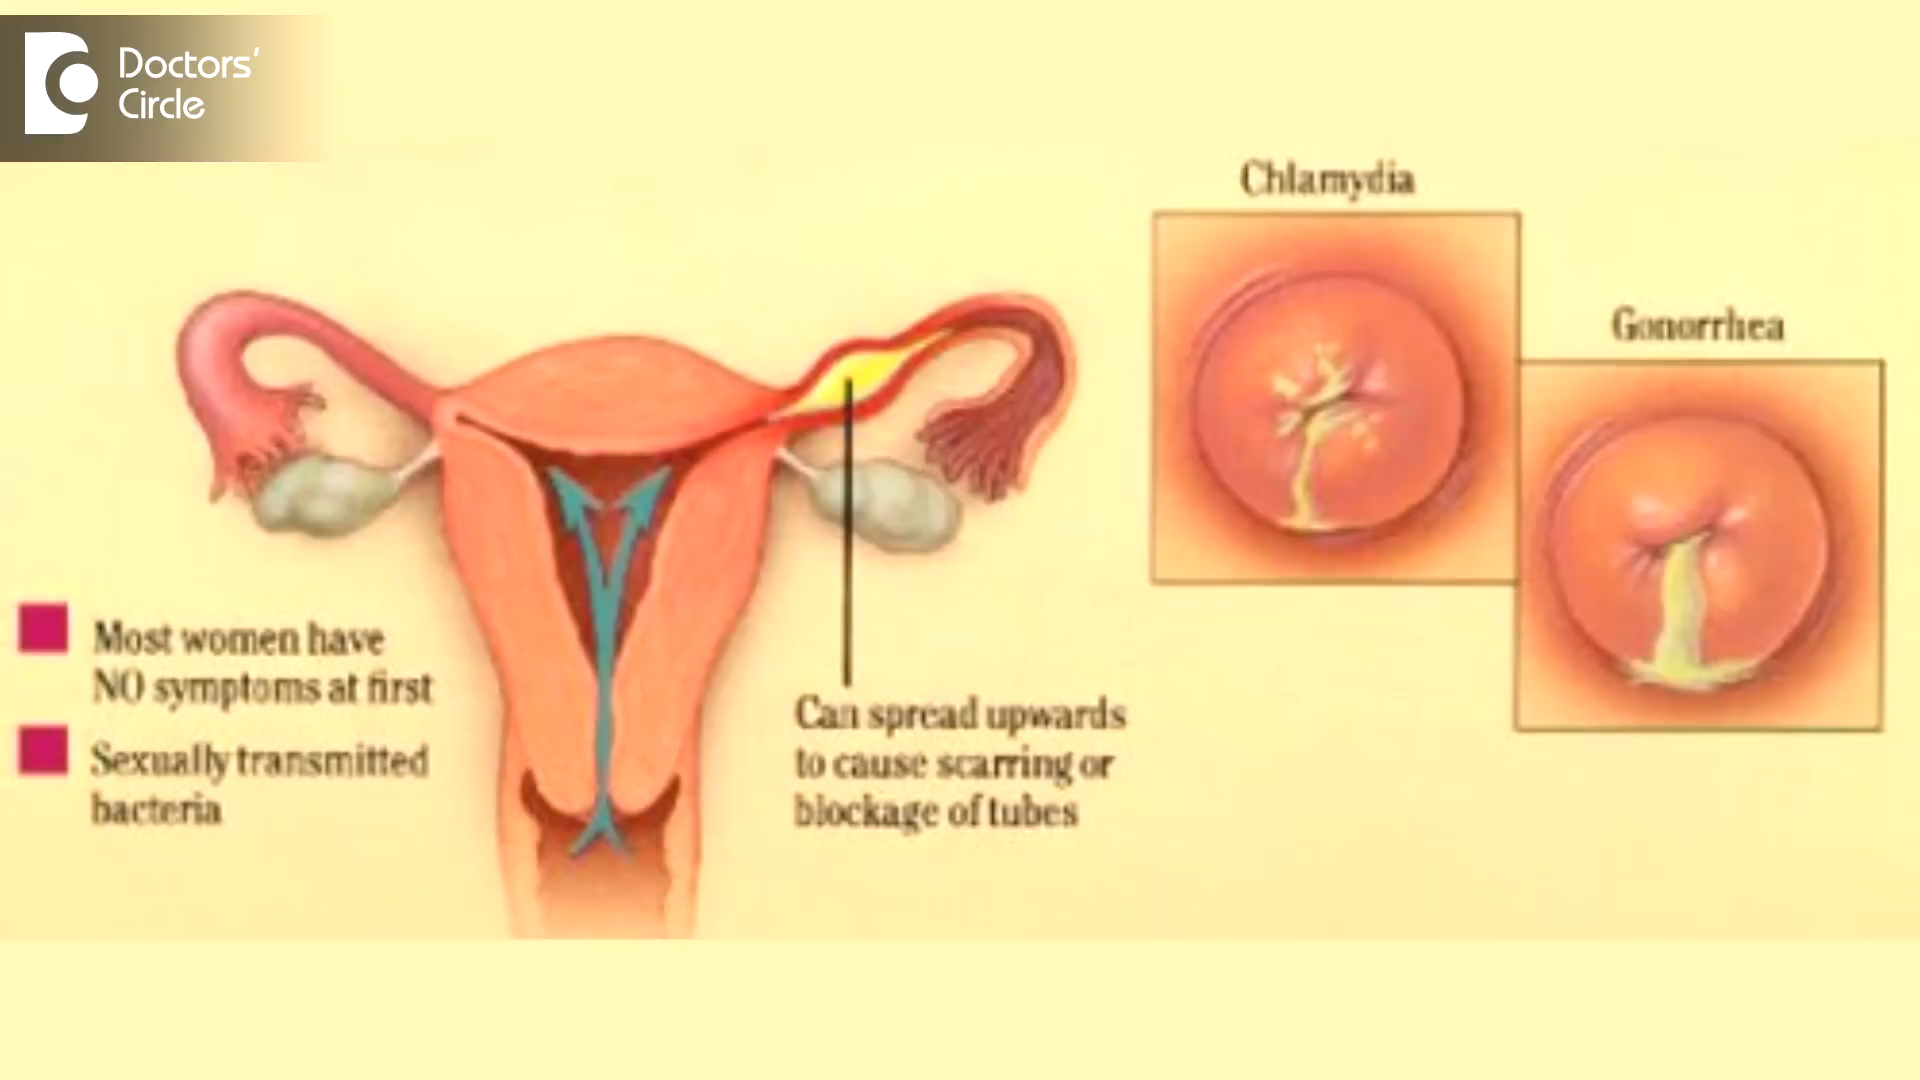 Doctors'
Circle
Chlamydia
Gonorrhea
Most women have
NO symptoms at first
Sexually transmitted
bacteria
Can spread upwards
to cause scarring or
blockage of tubes